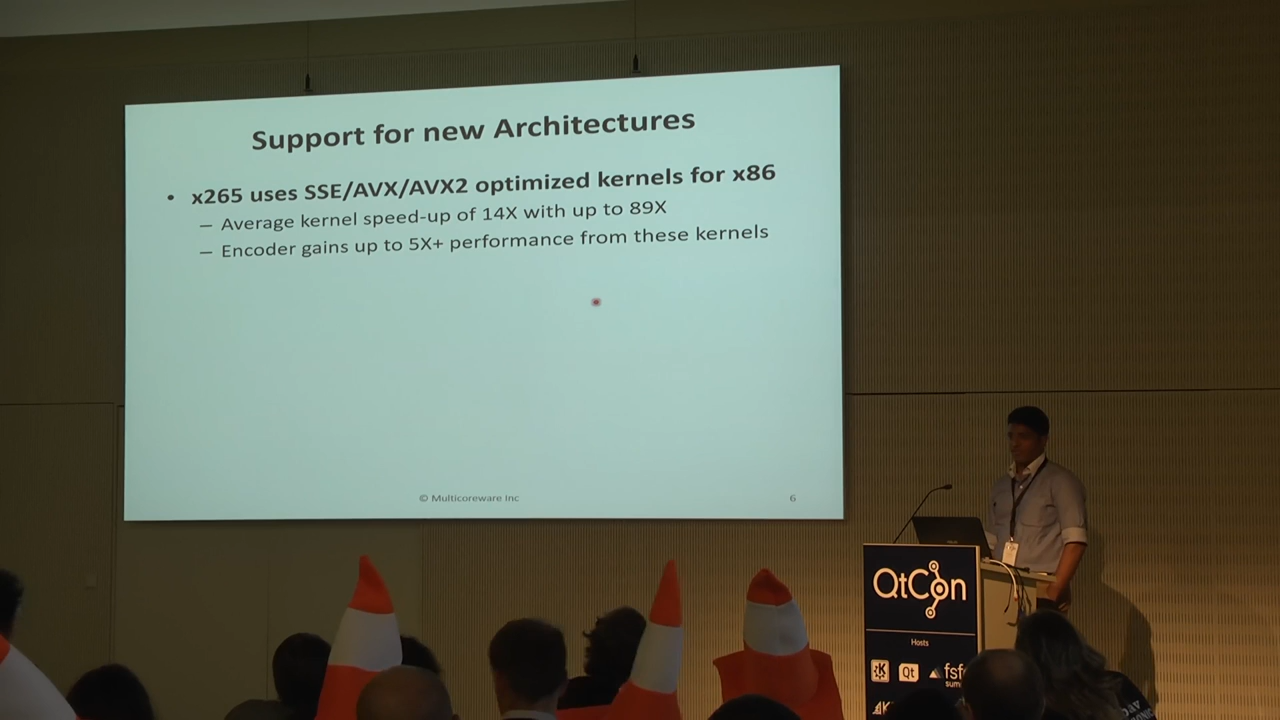 Support for new Architectures
• x265 uses SSE/AVX/AVX2 optimized kernels for x86
– Average kernel speed-up of 14X with up to 89X
– Encoder gains up to 5X+ performance from these kernels
© Multicoreware Inc
6
QtCon
Hosts
K Qt fsfe